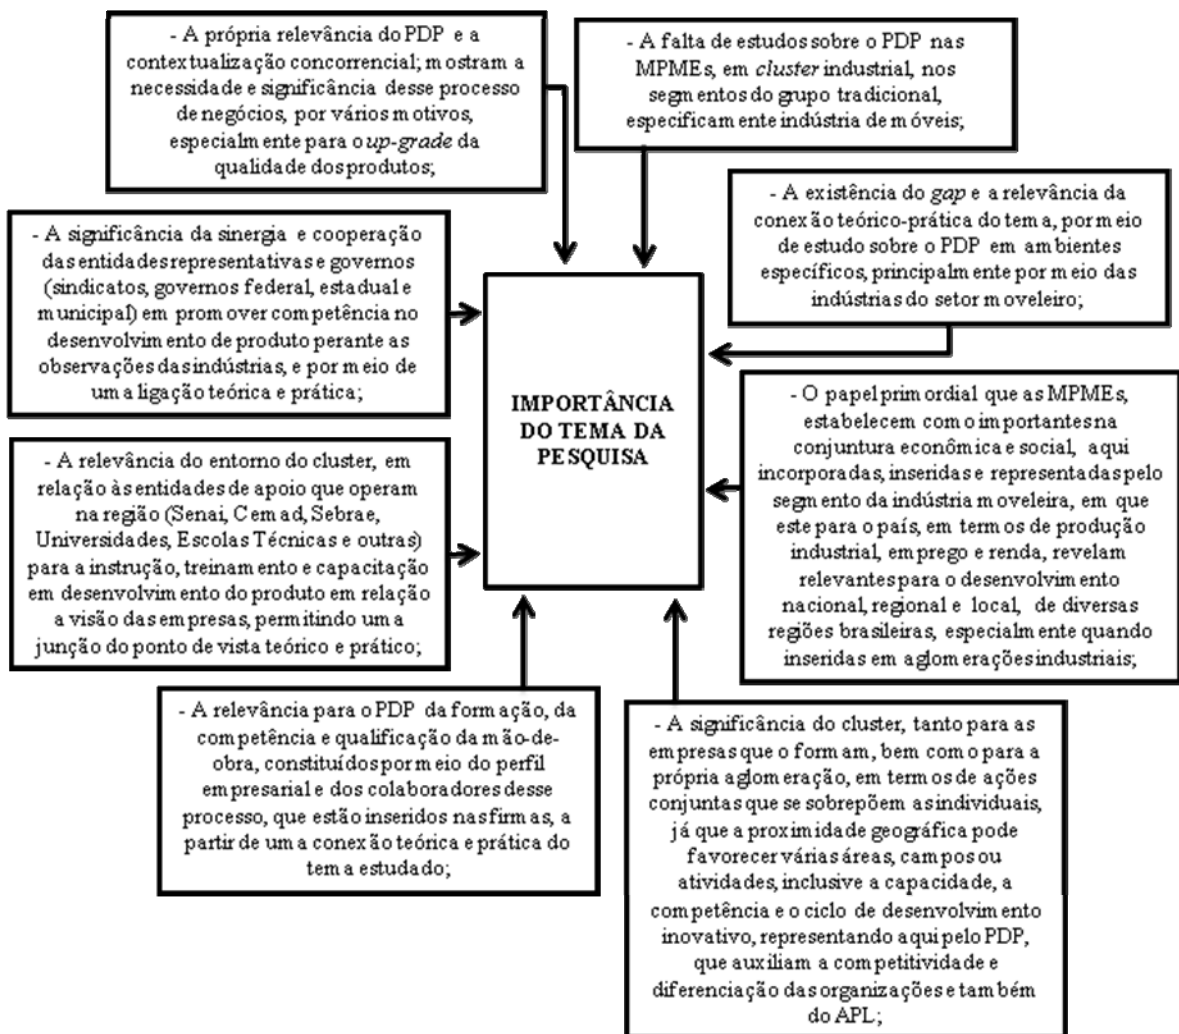 - A própria relevância do PDP e a
contextualização concorrencial; mostram a
necessidade e significância desse processo
de negócios, por vários motivos,
especialmente para o up-grade da
qualidade dos produtos;
- A falta de estudos sobre o PDP nas
MPMEs, em cluster industrial, nos
segmentos do grupo tradicional,
especificamente indústria de móveis;
- A existência do gap e a relevância da
conexão teórico-prática do tema, por meio
de estudo sobre o PDP em ambientes
específicos, principalmente por meio das
indústrias do setor moveleiro;
- A significância da sinergia e cooperação
das entidades representativas e governos
(sindicatos, governos federal, estadual e
municipal) em promover competência no
desenvolvimento de produto perante as
observações das indústrias, e por meio de
uma ligação teórica e prática;
IMPORTÂNCIA
DO TEMA DA
PESQUISA
- O papel primordial que as MPMEs,
estabelecem como importantes na
conjuntura econômica e social, aqui
incorporadas, inseridas e representadas pelo
segmento da indústria moveleira, em que
este para o país, em termos de produção
industrial, emprego e renda, revelam
relevantes para o desenvolvimento
nacional, regional e local, de diversas
regiões brasileiras, especialmente quando
inseridas em aglomerações industriais;
- A relevância do entorno do cluster, em
relação às entidades de apoio que operam
na região (Senai, Cemad, Sebrae,
Universidades, Escolas Técnicas e outras)
para a instrução, treinamento e capacitação
em desenvolvimento do produto em relação
a visão das empresas, permitindo uma
junção do ponto de vista teórico e prático;
- A relevância para o PDP da formação, da
competência e qualificação da mão-de-
obra, constituídos por meio do perfil
empresarial e dos colaboradores desse
processo, que estão inseridos nas firmas, a
partir de uma conexão teórica e prática do
tema estudado;
- A significância do cluster, tanto para as
empresas que o formam, bem como para a
própria aglomeração, em termos de ações
conjuntas que se sobrepõem as individuais,
já que a proximidade geográfica pode
favorecer várias áreas, campos ou
atividades, inclusive a capacidade, a
competência e o ciclo de desenvolvimento
inovativo, representando aqui pelo PDP,
que auxiliam a competitividade e
diferenciação das organizações e também
do APL;